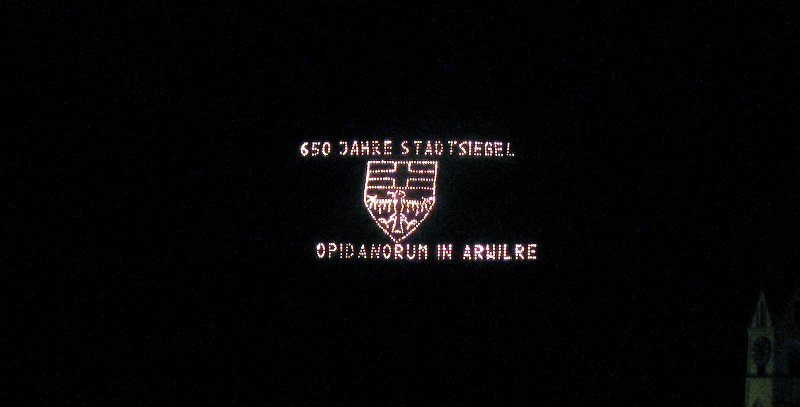 650 JAHRE STADTSIEGEL
OPIDANORUM IN ARWILRE